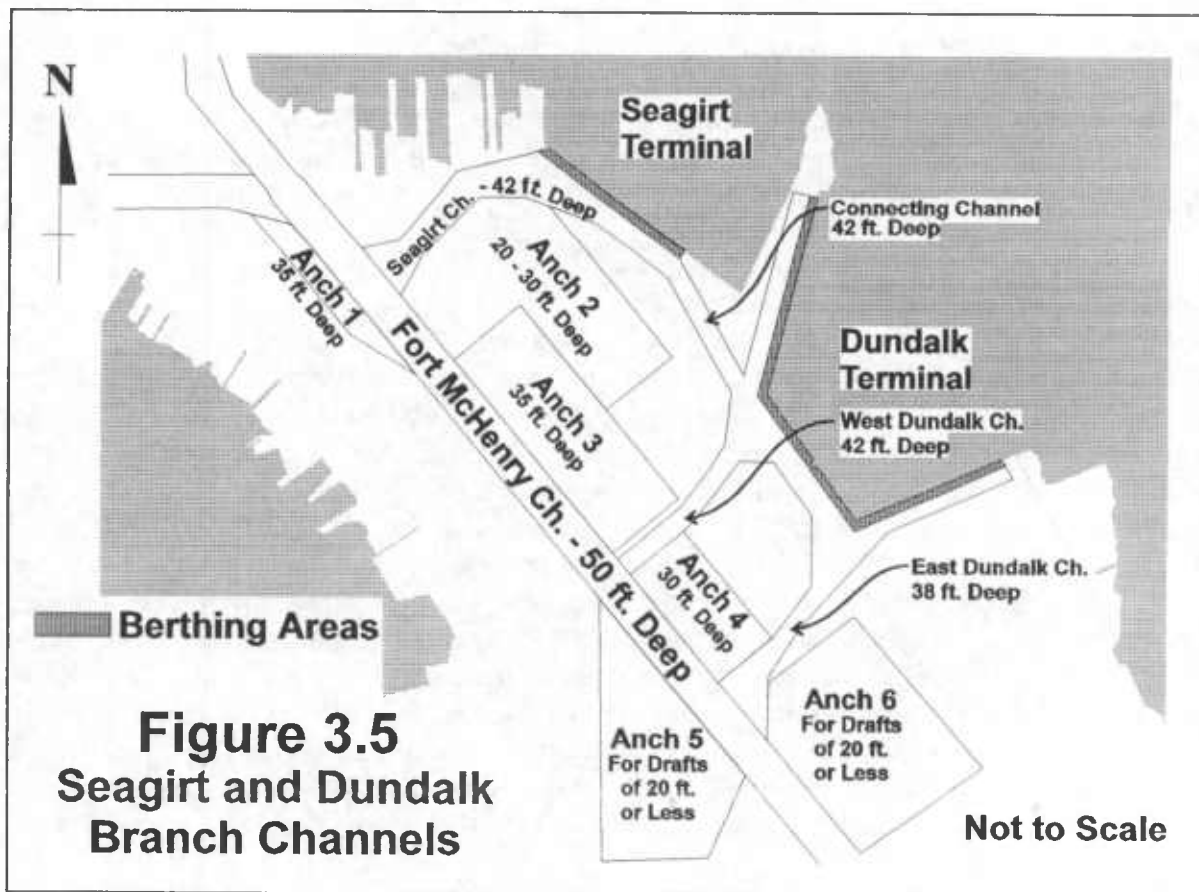 N
Seagirt
Terminal
Seagirt Ch. - 42 ft. Deep
Connecting Channel
42 ft. Deep
Anch 1
35 ft. Deep
Anch 2
20 - 30 ft. Deep
Anch 3
35 ft. Deep
Fort McHenry Ch. - 50 ft. Deep
Dundalk
Terminal
West Dundalk Ch.
42 ft. Deep
Anch 4
30 ft. Deep
East Dundalk Ch.
38 ft. Deep
Berthing Areas
Anch 6
For Drafts
of 20 ft.
or Less
Anch 5
For Drafts
of 20 ft.
or Less
Figure 3.5
Seagirt and Dundalk
Branch Channels
Not to Scale